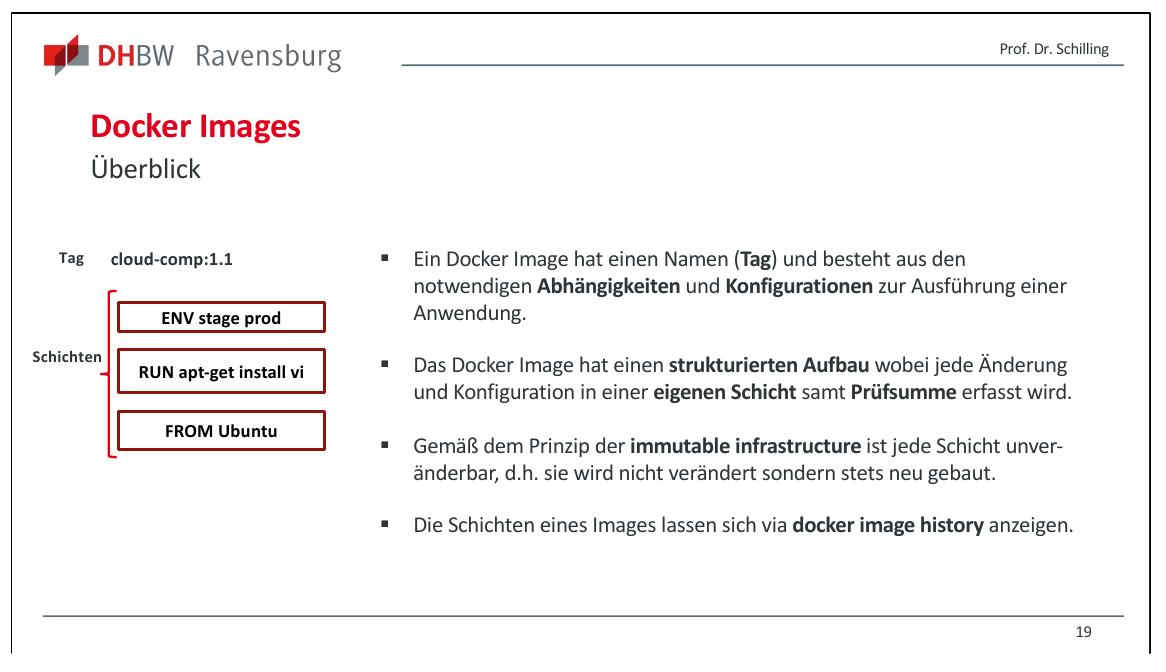 DHBW Ravensburg
Prof. Dr. Schilling
Docker Images
Überblick
Tag cloud-comp:1.1
Schichten
ENV stage prod
RUN apt-get install vi
FROM Ubuntu
▪ Ein Docker Image hat einen Namen (Tag) und besteht aus den
notwendigen Abhängigkeiten und Konfigurationen zur Ausführung einer
Anwendung.
▪ Das Docker Image hat einen strukturierten Aufbau wobei jede Änderung
und Konfiguration in einer eigenen Schicht samt Prüfsumme erfasst wird.
▪ Gemäß dem Prinzip der immutable infrastructure ist jede Schicht unver-
änderbar, d.h. sie wird nicht verändert sondern stets neu gebaut.
▪ Die Schichten eines Images lassen sich via docker image history anzeigen.
19